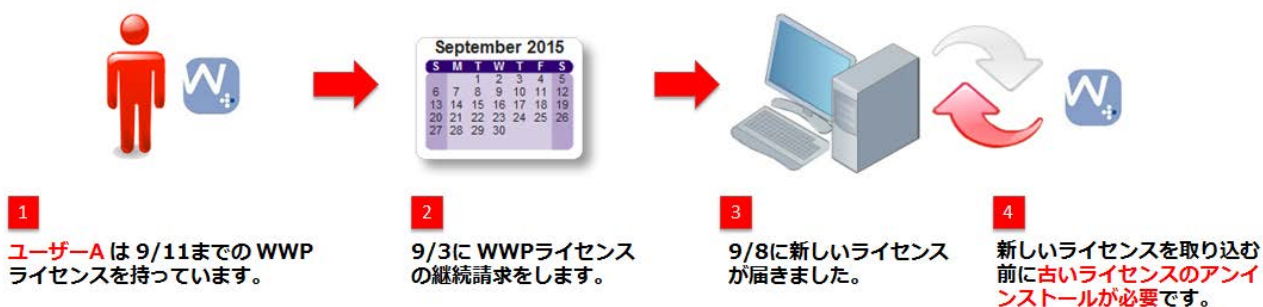 September 2015
S M T W T F S
1 2 3 4 5
6 7 8 9 10 11 12
13 14 15 16 17 18 19
20 21 22 23 24 25 26
27 28 29 30
1
ユーザーA は 9/11までの WWP
ライセンスを持っています。
2
9/3に WWPライセンス
の継続請求をします。
3
9/8に新しいライセンス
が届きました。
4
新しいライセンスを取り込む
前に古いライセンスのアンイ
ンストールが必要です。